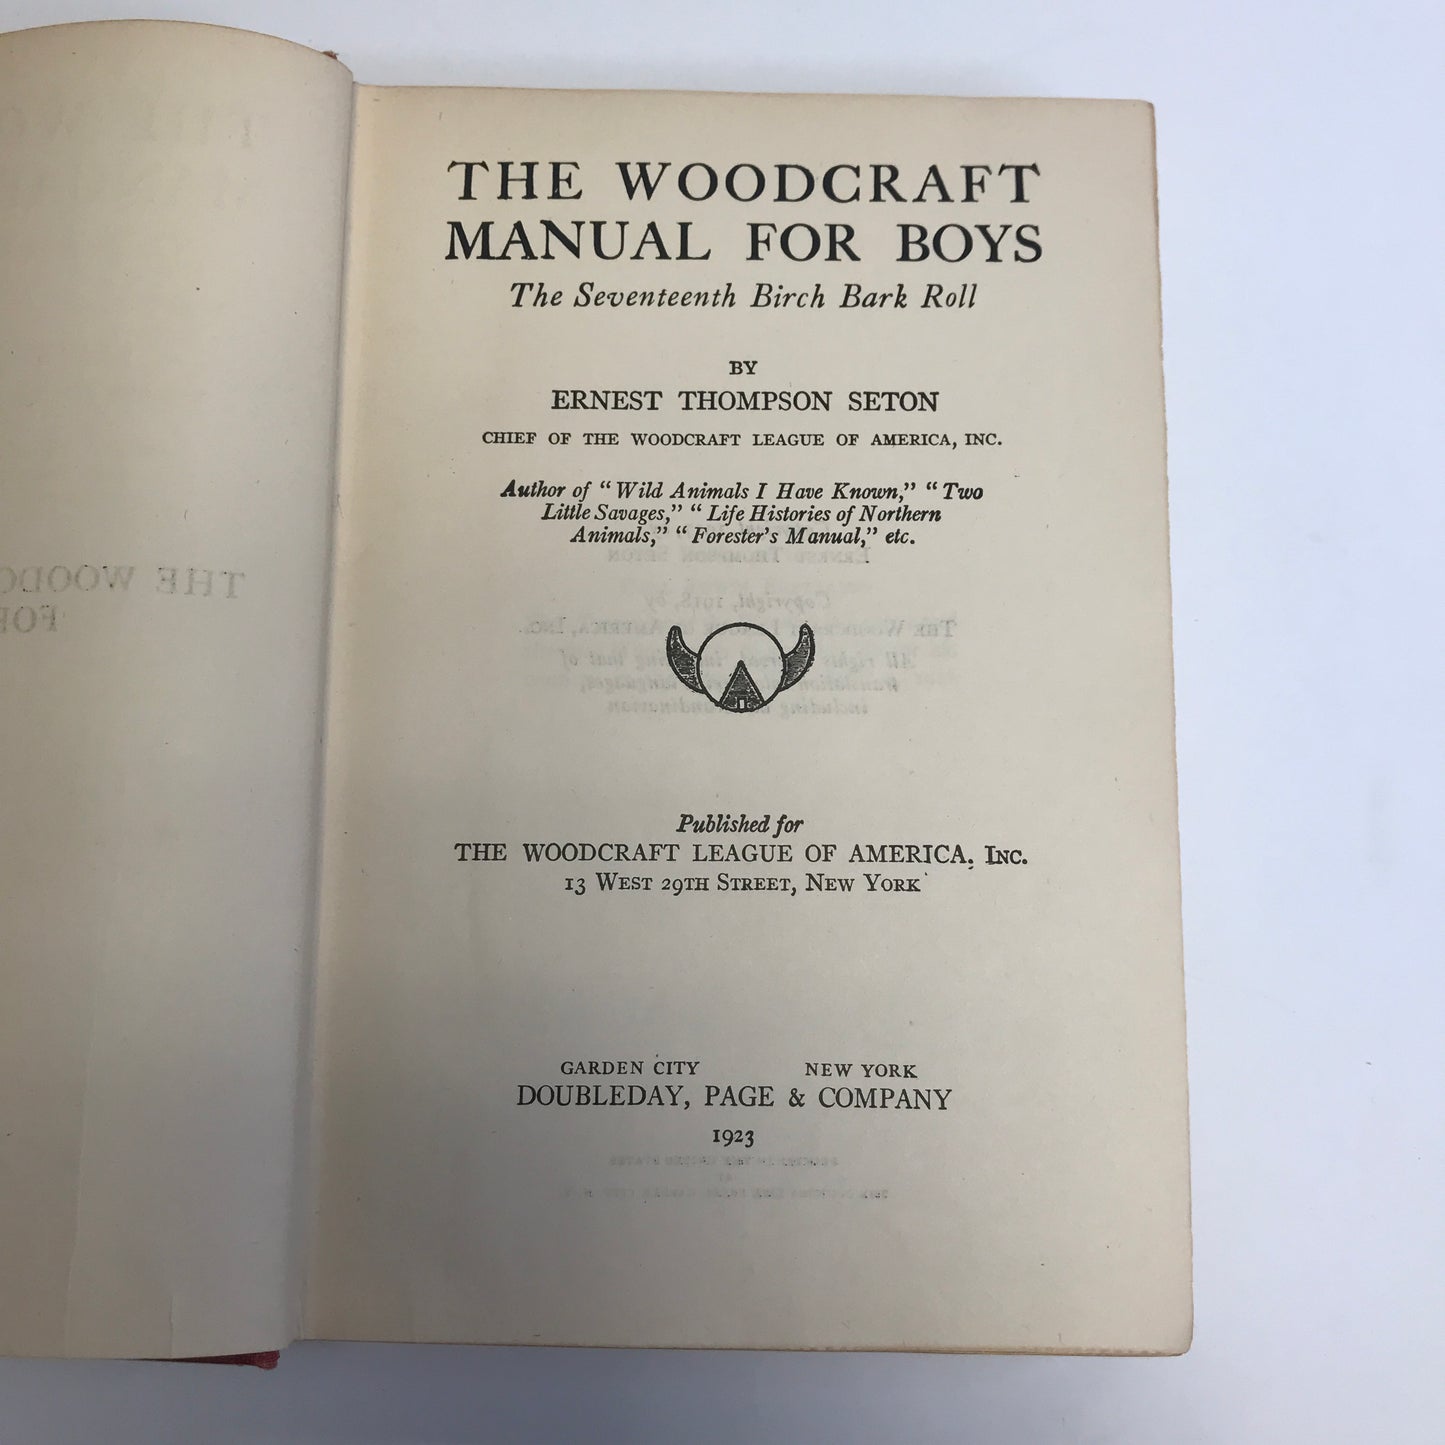 THE WOODCRAFT
MANUAL FOR BOYS
The Seventeenth Birch Bark Roll
BY
ERNEST THOMPSON SETON
CHIEF OF THE WOODCRAFT LEAGUE OF AMERICA, INC.
Author of “Wild Animals I Have Known,” “Two
Little Savages,” “Life Histories of Northern
Animals,” “Forester's Manual,” etc.
Published for
THE WOODCRAFT LEAGUE OF AMERICA, INC.
13 WEST 29TH STREET, NEW YORK
GARDEN CITY NEW YORK
DOUBLEDAY, PAGE & COMPANY
1923